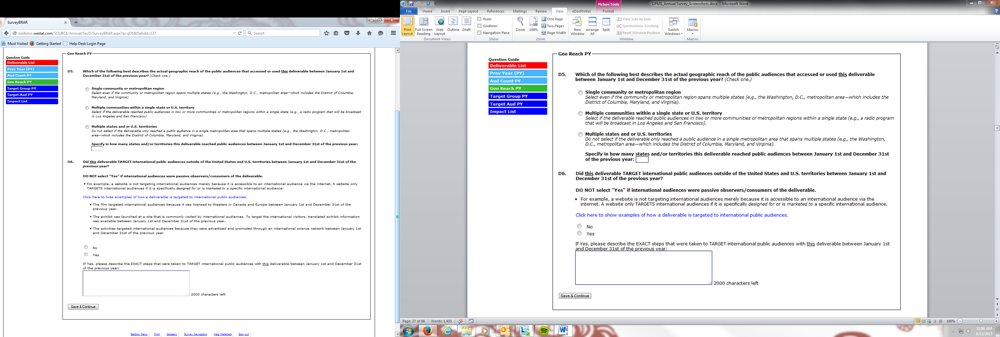 SurveyBRAR
isedemo.westat.com/SOURCE/Annual/SecD/SurveyBRAR.aspx?q=qD5&DelivId=137
Search
Most Visited Getting Started Help Desk Login Page
Question Guide
Deliverable List
Prev Year (PY)
Aud Count PY
Geo Reach PY
Target Group PY
Target Aud PY
Impact List
Geo Reach PY
D5. Which of the following best describes the actual geographic reach of the public audiences that accessed or used this deliverable between January 1st and
December 31st of the previous year? (Check one.)
Single community or metropolitan region
Select even if the community or metropolitan region spans multiple states (e.g., the Washington, D.C., metropolitan area—which includes the District of Columbia,
Maryland, and Virginia).
Multiple communities within a single state or U.S. territory
Select if the deliverable reached public audiences in two or more communities or metropolitan regions within a single state (e.g., a radio program that will be broadcast
in Los Angeles and San Francisco).
Multiple states and or U.S. territories
Do not select if the deliverable only reached a public audience in a single metropolitan area that spans multiple states (e.g., the Washington, D.C., metropolitan
area—which includes the District of Columbia, Maryland, and Virginia).
Specify in how many states and/or territories this deliverable reached public audiences between January 1st and December 31st of the previous year:
D6. Did this deliverable TARGET international public audiences outside of the United States and U.S. territories between January 1st and December 31st of the
previous year?
DO NOT select "Yes" if international audiences were passive observers/consumers of the deliverable.
• For example, a website is not targeting international audiences merely because it is accessible to an international audience via the internet. A website only
TARGETS international audiences if it is specifically designed for or is marketed to a specific international audience.
Click here to hide examples of how a deliverable is targeted to international public audiences.
• The film targeted international audiences because it was licensed to theaters in Canada and Europe between January 1st and December 31st of the
previous year.
• The exhibit was launched at a site that is commonly visited by international audiences. To target the international visitors, translated exhibit information
was available between January 1st and December 31st of the previous year.
• The activities targeted international audiences because they were advertised and promoted through an international science network between January 1st
and December 31st of the previous year.
No
Yes
If Yes, please describe the EXACT steps that were taken to TARGET international public audiences with this deliverable between January 1st and December 31st
of the previous year:
2000 characters left
Save & Continue
Section Menu Print Glossary Survey Navigation Help Materials Sign out
Picture Tools
OPMS_Annual Survey_Screenshots.docx - Microsoft Word
File Home Insert Page Layout References Mailings Review View eDocPrinter Format
Print Layout
Full Screen Reading
Web Layout
Outline
Draft
Document Views
Ruler
Gridlines
Navigation Pane
Show
Zoom
100%
One Page
Two Pages
Page Width
Zoom
New Window
Arrange All
Split
View Side by Side
Synchronous Scrolling
Reset Window Position
Window
Switch Windows
Macros
Macros
Question Guide
Deliverable List
Prev Year (PY)
Aud Count PY
Geo Reach PY
Target Group PY
Target Aud PY
Impact List
Geo Reach PY
D5. Which of the following best describes the actual geographic reach of the public audiences that accessed or used this deliverable
between January 1st and December 31st of the previous year? (Check one.)
Single community or metropolitan region
Select even if the community or metropolitan region spans multiple states (e.g., the Washington, D.C., metropolitan area—which includes the
District of Columbia, Maryland, and Virginia).
Multiple communities within a single state or U.S. territory
Select if the deliverable reached public audiences in two or more communities or metropolitan regions within a single state (e.g., a radio program
that will be broadcast in Los Angeles and San Francisco).
Multiple states and or U.S. territories
Do not select if the deliverable only reached a public audience in a single metropolitan area that spans multiple states (e.g., the Washington,
D.C., metropolitan area—which includes the District of Columbia, Maryland, and Virginia).
Specify in how many states and/or territories this deliverable reached public audiences between January 1st and December 31st
of the previous year:
D6. Did this deliverable TARGET international public audiences outside of the United States and U.S. territories between January 1st and
December 31st of the previous year?
DO NOT select "Yes" if international audiences were passive observers/consumers of the deliverable.
• For example, a website is not targeting international audiences merely because it is accessible to an international audience via the
internet. A website only TARGETS international audiences if it is specifically designed for or is marketed to a specific international audience.
Click here to show examples of how a deliverable is targeted to international public audiences.
No
Yes
If Yes, please describe the EXACT steps that were taken to TARGET international public audiences with this deliverable between January 1st
and December 31st of the previous year:
2000 characters left
Save & Continue
Page: 27 of 88 Words: 1,435
180%
11:00 AM
6/12/2015